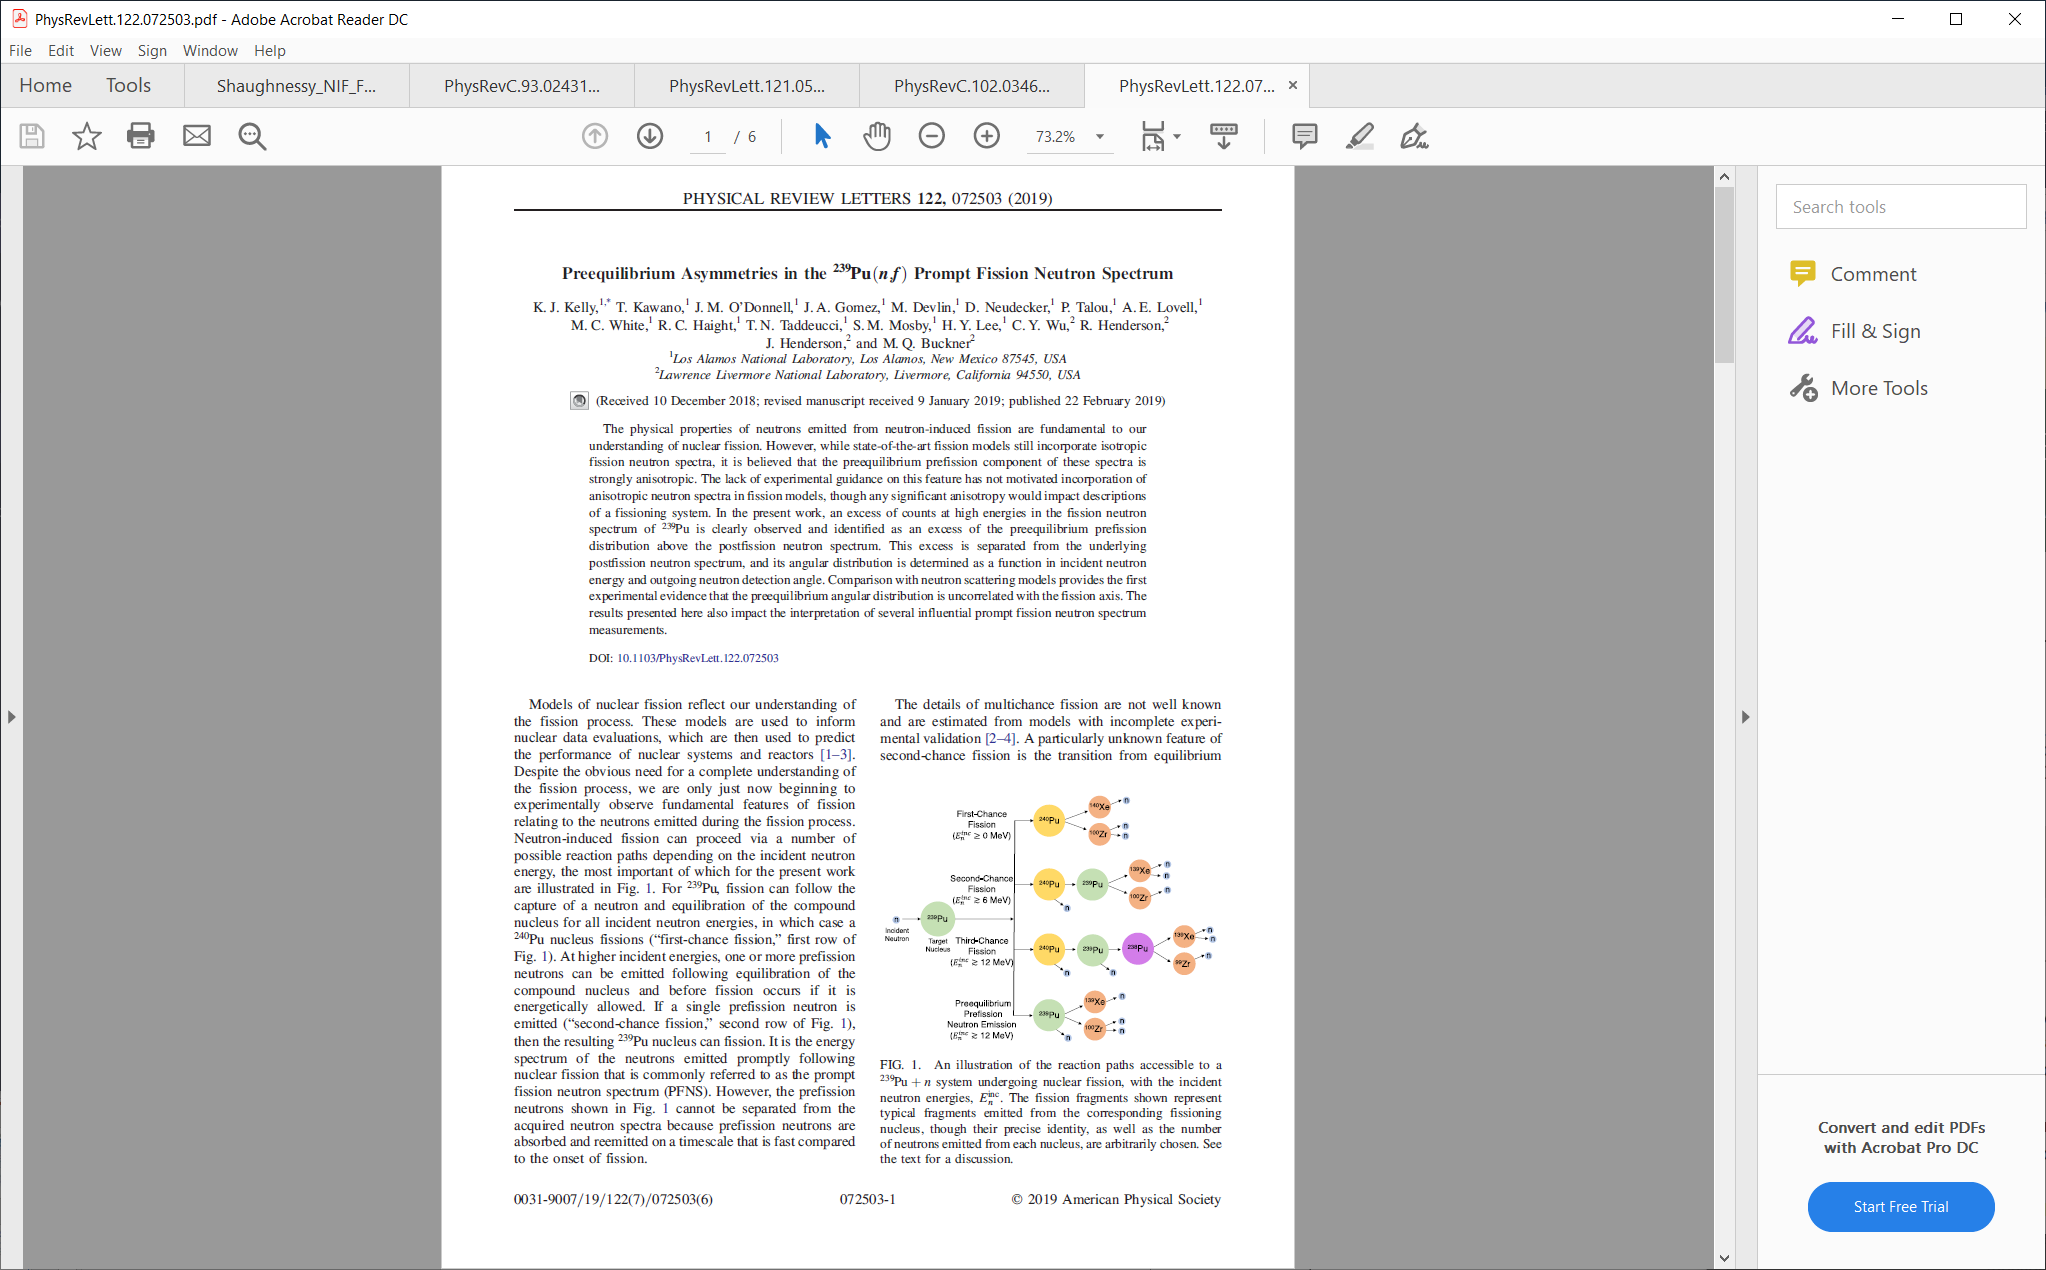 PhysRevLett.122.072503.pdf - Adobe Acrobat Reader DC
File Edit View Sign Window Help
Home Tools Shaughnessy_NIF_F... PhysRevC.93.02431... PhysRevLett.121.05... PhysRevC.102.0346... PhysRevLett.122.07... ×
1 / 6 73.2%
PHYSICAL REVIEW LETTERS 122, 072503 (2019)
Preequilibrium Asymmetries in the ²³⁹Pu(n,f) Prompt Fission Neutron Spectrum
K. J. Kelly,¹,* T. Kawano,¹ J. M. O’Donnell,¹ J. A. Gomez,¹ M. Devlin,¹ D. Neudecker,¹ P. Talou,¹ A. E. Lovell,¹
M. C. White,¹ R. C. Haight,¹ T. N. Taddeucci,¹ S. M. Mosby,¹ H. Y. Lee,¹ C. Y. Wu,² R. Henderson,²
J. Henderson,² and M. Q. Buckner²
¹Los Alamos National Laboratory, Los Alamos, New Mexico 87545, USA
²Lawrence Livermore National Laboratory, Livermore, California 94550, USA
(Received 10 December 2018; revised manuscript received 9 January 2019; published 22 February 2019)
The physical properties of neutrons emitted from neutron-induced fission are fundamental to our
understanding of nuclear fission. However, while state-of-the-art fission models still incorporate isotropic
fission neutron spectra, it is believed that the preequilibrium prefission component of these spectra is
strongly anisotropic. The lack of experimental guidance on this feature has not motivated incorporation of
anisotropic neutron spectra in fission models, though any significant anisotropy would impact descriptions
of a fissioning system. In the present work, an excess of counts at high energies in the fission neutron
spectrum of ²³⁹Pu is clearly observed and identified as an excess of the preequilibrium prefission
distribution above the postfission neutron spectrum. This excess is separated from the underlying
postfission neutron spectrum, and its angular distribution is determined as a function in incident neutron
energy and outgoing neutron detection angle. Comparison with neutron scattering models provides the first
experimental evidence that the preequilibrium angular distribution is uncorrelated with the fission axis. The
results presented here also impact the interpretation of several influential prompt fission neutron spectrum
measurements.
DOI: 10.1103/PhysRevLett.122.072503
Models of nuclear fission reflect our understanding of
the fission process. These models are used to inform
nuclear data evaluations, which are then used to predict
the performance of nuclear systems and reactors [1–3].
Despite the obvious need for a complete understanding of
the fission process, we are only just now beginning to
experimentally observe fundamental features of fission
relating to the neutrons emitted during the fission process.
Neutron-induced fission can proceed via a number of
possible reaction paths depending on the incident neutron
energy, the most important of which for the present work
are illustrated in Fig. 1. For ²³⁹Pu, fission can follow the
capture of a neutron and equilibration of the compound
nucleus for all incident neutron energies, in which case a
²⁴⁰Pu nucleus fissions (“first-chance fission,” first row of
Fig. 1). At higher incident energies, one or more prefission
neutrons can be emitted following equilibration of the
compound nucleus and before fission occurs if it is
energetically allowed. If a single prefission neutron is
emitted (“second-chance fission,” second row of Fig. 1),
then the resulting ²³⁹Pu nucleus can fission. It is the energy
spectrum of the neutrons emitted promptly following
nuclear fission that is commonly referred to as the prompt
fission neutron spectrum (PFNS). However, the prefission
neutrons shown in Fig. 1 cannot be separated from the
acquired neutron spectra because prefission neutrons are
absorbed and reemitted on a timescale that is fast compared
to the onset of fission.
The details of multichance fission are not well known
and are estimated from models with incomplete experi-
mental validation [2–4]. A particularly unknown feature of
second-chance fission is the transition from equilibrium
n
Incident
Neutron
²³⁹Pu
Target
Nucleus
First-Chance
Fission
(Eₙⁱⁿᶜ ≥ 0 MeV)
²⁴⁰Pu ¹⁴⁰Xe n
¹⁰⁰Zr n n
Second-Chance
Fission
(Eₙⁱⁿᶜ ≥ 6 MeV)
²⁴⁰Pu n ²³⁹Pu ¹³⁹Xe n n
¹⁰⁰Zr n
Third-Chance
Fission
(Eₙⁱⁿᶜ ≥ 12 MeV)
²⁴⁰Pu n ²³⁹Pu n ²³⁸Pu ¹³⁹Xe n n
⁹⁹Zr n
Preequilibrium
Prefission
Neutron Emission
(Eₙⁱⁿᶜ ≥ 12 MeV)
²³⁹Pu n ¹³⁹Xe n
¹⁰⁰Zr n n
FIG. 1. An illustration of the reaction paths accessible to a
²³⁹Pu + n system undergoing nuclear fission, with the incident
neutron energies, Eₙⁱⁿᶜ. The fission fragments shown represent
typical fragments emitted from the corresponding fissioning
nucleus, though their precise identity, as well as the number
of neutrons emitted from each nucleus, are arbitrarily chosen. See
the text for a discussion.
0031-9007/19/122(7)/072503(6) 072503-1 © 2019 American Physical Society
Search tools
Comment
Fill & Sign
More Tools
Convert and edit PDFs
with Acrobat Pro DC
Start Free Trial